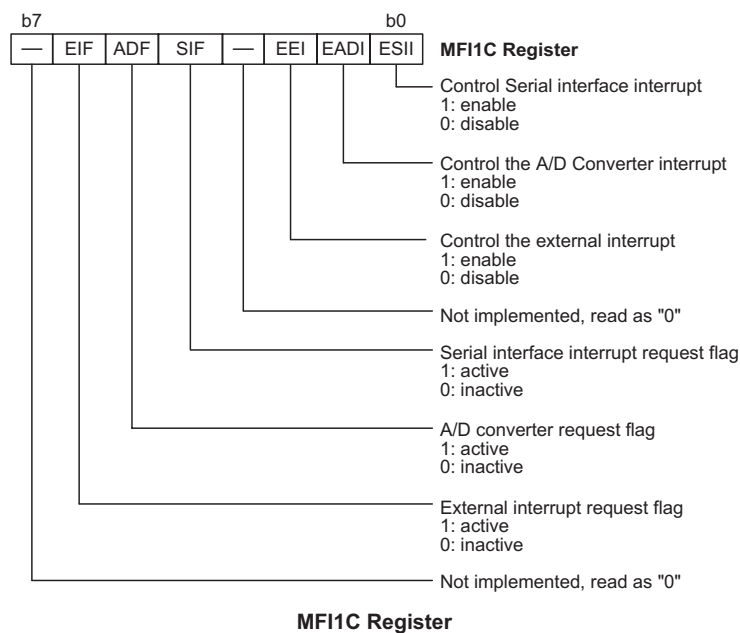 b7 b0
— EIF ADF SIF — EEI EADI ESII MFI1C Register
Control Serial interface interrupt
1: enable
0: disable
Control the A/D Converter interrupt
1: enable
0: disable
Control the external interrupt
1: enable
0: disable
Not implemented, read as "0"
Serial interface interrupt request flag
1: active
0: inactive
A/D converter request flag
1: active
0: inactive
External interrupt request flag
1: active
0: inactive
Not implemented, read as "0"
MFI1C Register